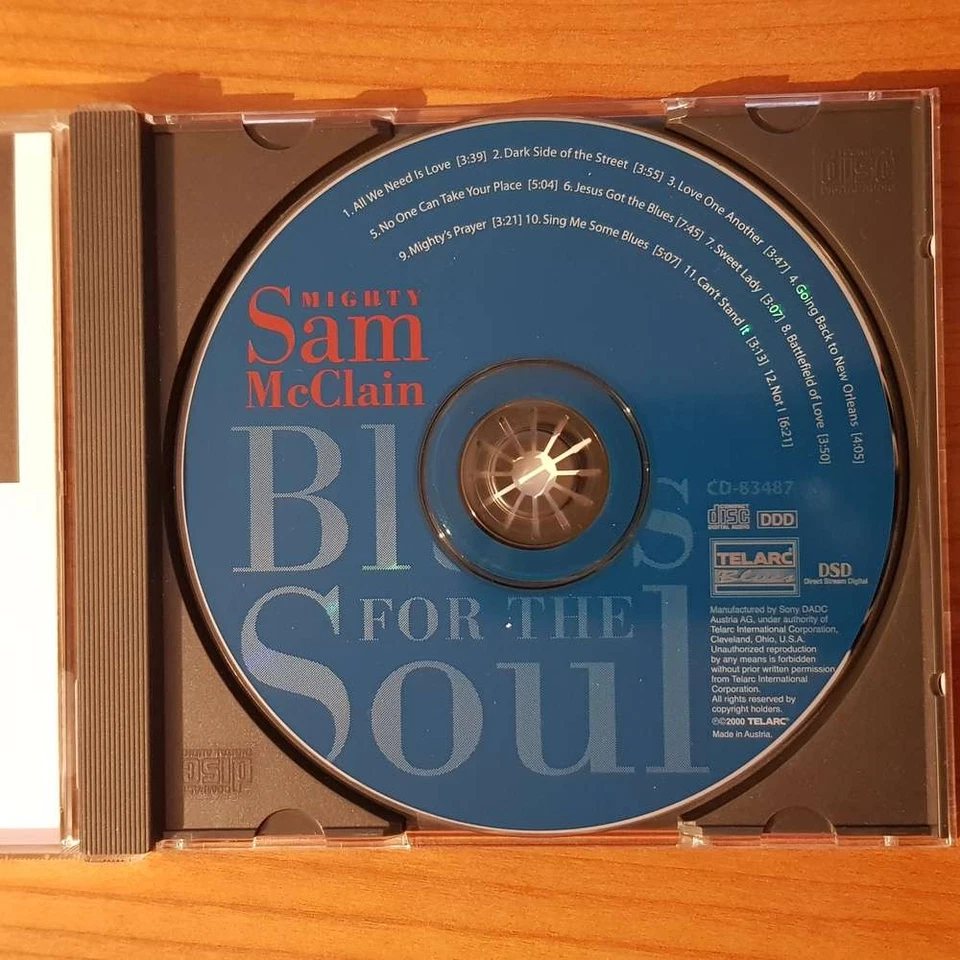 1. All We Need Is Love [3:39] 2. Dark Side of the Street [3:55] 3. Love One Another [3:47] 4. Going Back to New Orleans [4:05]
5. No One Can Take Your Place [5:04] 6. Jesus Got the Blues [7:45] 7. Sweet Lady [3:07] 8. Battlefield of Love [3:50]
9. Mighty's Prayer [3:21] 10. Sing Me Some Blues [5:07] 11. Can't Stand It [3:13] 12. Not I [6:21]
MIGHTY
Sam
McClain
Blues
FOR THE
Soul
CD-83487
COMPACT
disc
DIGITAL AUDIO
DDD
TELARC
Blues
DSD
Direct Stream Digital
Manufactured by Sony DADC
Austria AG, under authority of
Telarc International Corporation,
Cleveland, Ohio, U.S.A.
Unauthorized reproduction
by any means is forbidden
without prior written permission
from Telarc International
Corporation.
All rights reserved by
copyright holders.
℗©2000 TELARC®
Made in Austria.